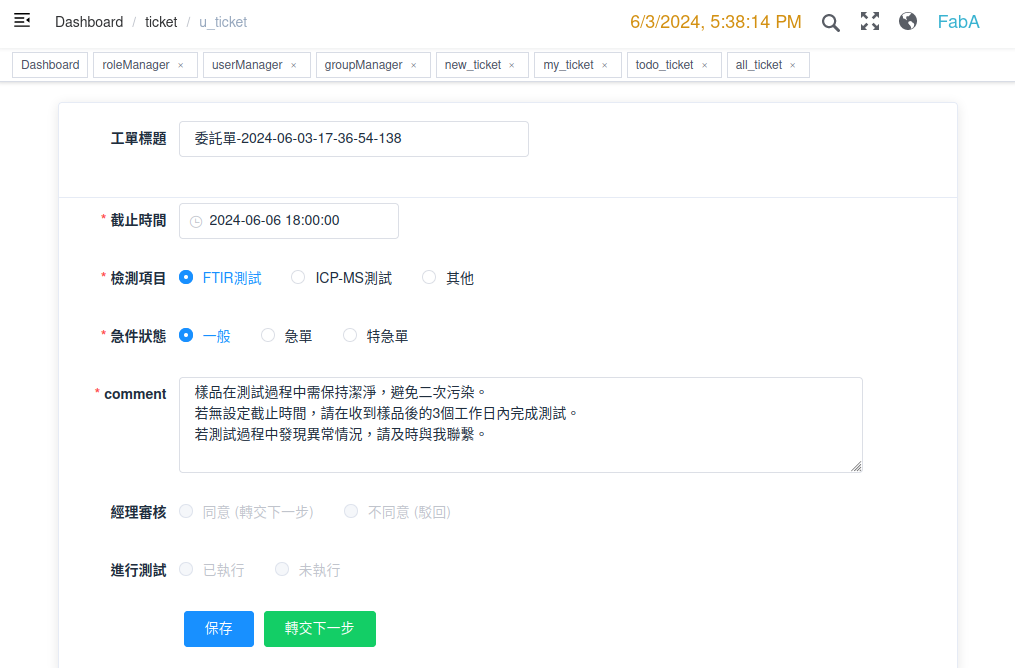 Dashboard / ticket / u_ticket 6/3/2024, 5:38:14 PM FabA
Dashboard roleManager × userManager × groupManager × new_ticket × my_ticket × todo_ticket × all_ticket ×
工單標題 委託單-2024-06-03-17-36-54-138
* 截止時間 2024-06-06 18:00:00
* 檢測項目 FTIR測試 ICP-MS測試 其他
* 急件狀態 一般 急單 特急單
* comment 樣品在測試過程中需保持潔淨，避免二次污染。
若無設定截止時間，請在收到樣品後的3個工作日內完成測試。
若測試過程中發現異常情況，請及時與我聯繫。
經理審核 同意 (轉交下一步) 不同意 (駁回)
進行測試 已執行 未執行
保存 轉交下一步